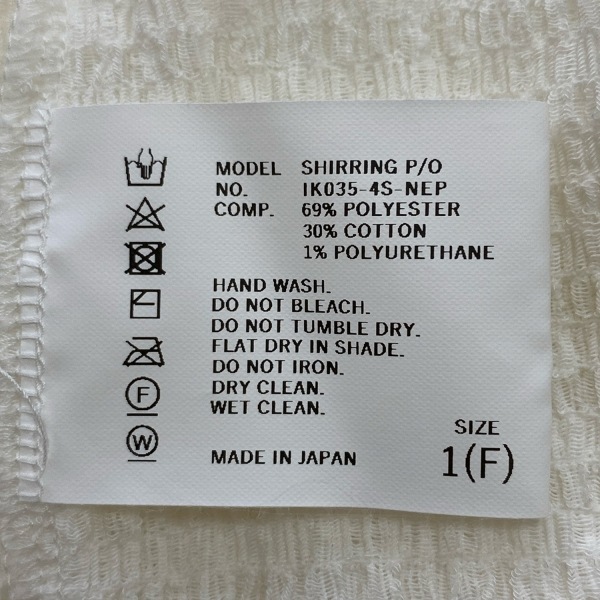 MODEL SHIRRING P/O
NO. IK035-4S-NEP
COMP. 69% POLYESTER
30% COTTON
1% POLYURETHANE
HAND WASH.
DO NOT BLEACH.
DO NOT TUMBLE DRY.
FLAT DRY IN SHADE.
DO NOT IRON.
DRY CLEAN.
WET CLEAN.
F
W
MADE IN JAPAN
SIZE
1(F)